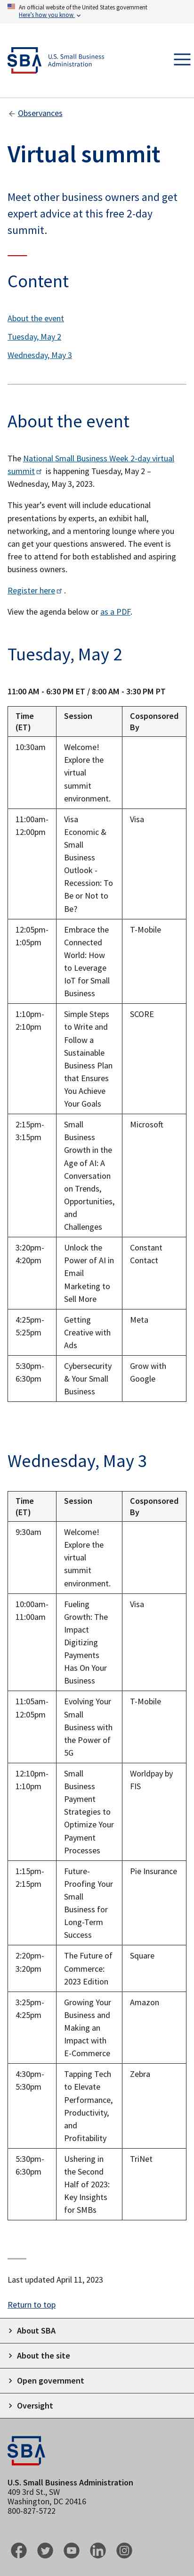 An official website of the United States government
Here's how you know
SBA U.S. Small Business
Administration
Observances
Virtual summit
Meet other business owners and get
expert advice at this free 2-day
summit.
Content
About the event
Tuesday, May 2
Wednesday, May 3
About the event
The National Small Business Week 2-day virtual
summit is happening Tuesday, May 2 –
Wednesday, May 3, 2023.
This year's event will include educational
presentations by experts, an exhibit hall,
networking, and a mentoring lounge where you
can get your questions answered. The event is
free to attend to both established and aspiring
business owners.
Register here .
View the agenda below or as a PDF.
Tuesday, May 2
11:00 AM - 6:30 PM ET / 8:00 AM - 3:30 PM PT
Time Session Cosponsored
(ET) By
10:30am Welcome!
Explore the
virtual
summit
environment.
11:00am- Visa Visa
12:00pm Economic &
Small
Business
Outlook -
Recession: To
Be or Not to
Be?
12:05pm- Embrace the T-Mobile
1:05pm Connected
World: How
to Leverage
IoT for Small
Business
1:10pm- Simple Steps SCORE
2:10pm to Write and
Follow a
Sustainable
Business Plan
that Ensures
You Achieve
Your Goals
2:15pm- Small Microsoft
3:15pm Business
Growth in the
Age of AI: A
Conversation
on Trends,
Opportunities,
and
Challenges
3:20pm- Unlock the Constant
4:20pm Power of AI in Contact
Email
Marketing to
Sell More
4:25pm- Getting Meta
5:25pm Creative with
Ads
5:30pm- Cybersecurity Grow with
6:30pm & Your Small Google
Business
Wednesday, May 3
Time Session Cosponsored
(ET) By
9:30am Welcome!
Explore the
virtual
summit
environment.
10:00am- Fueling Visa
11:00am Growth: The
Impact
Digitizing
Payments
Has On Your
Business
11:05am- Evolving Your T-Mobile
12:05pm Small
Business with
the Power of
5G
12:10pm- Small Worldpay by
1:10pm Business FIS
Payment
Strategies to
Optimize Your
Payment
Processes
1:15pm- Future- Pie Insurance
2:15pm Proofing Your
Small
Business for
Long-Term
Success
2:20pm- The Future of Square
3:20pm Commerce:
2023 Edition
3:25pm- Growing Your Amazon
4:25pm Business and
Making an
Impact with
E-Commerce
4:30pm- Tapping Tech Zebra
5:30pm to Elevate
Performance,
Productivity,
and
Profitability
5:30pm- Ushering in TriNet
6:30pm the Second
Half of 2023:
Key Insights
for SMBs
Last updated April 11, 2023
Return to top
About SBA
About the site
Open government
Oversight
SBA
U.S. Small Business Administration
409 3rd St., SW
Washington, DC 20416
800-827-5722